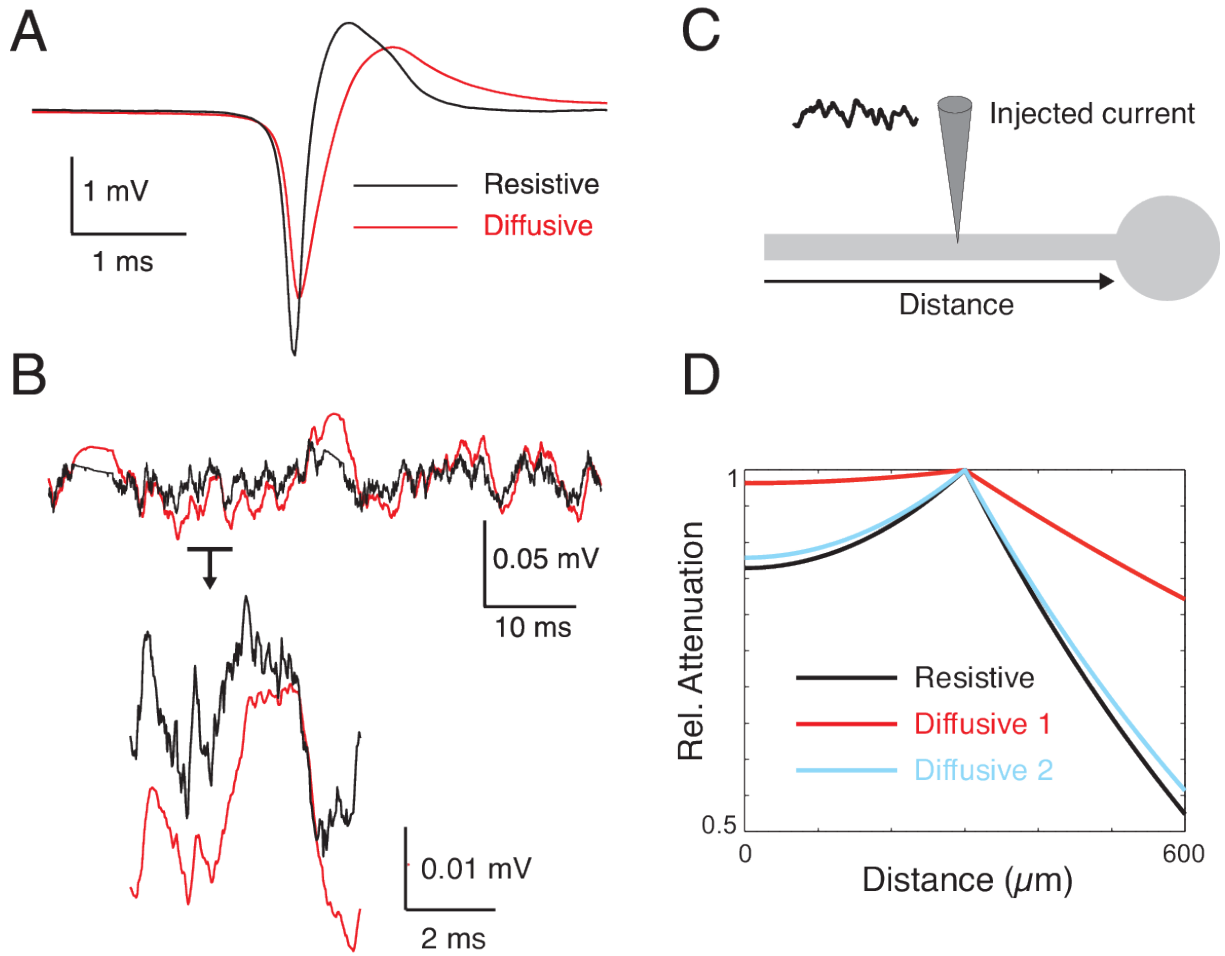 A
1 mV
1 ms
Resistive
Diffusive
B
0.05 mV
10 ms
0.01 mV
2 ms
C
Injected current
Distance
D
1
Rel. Attenuation
Resistive
Diffusive 1
Diffusive 2
0.5
0
600
Distance (μm)